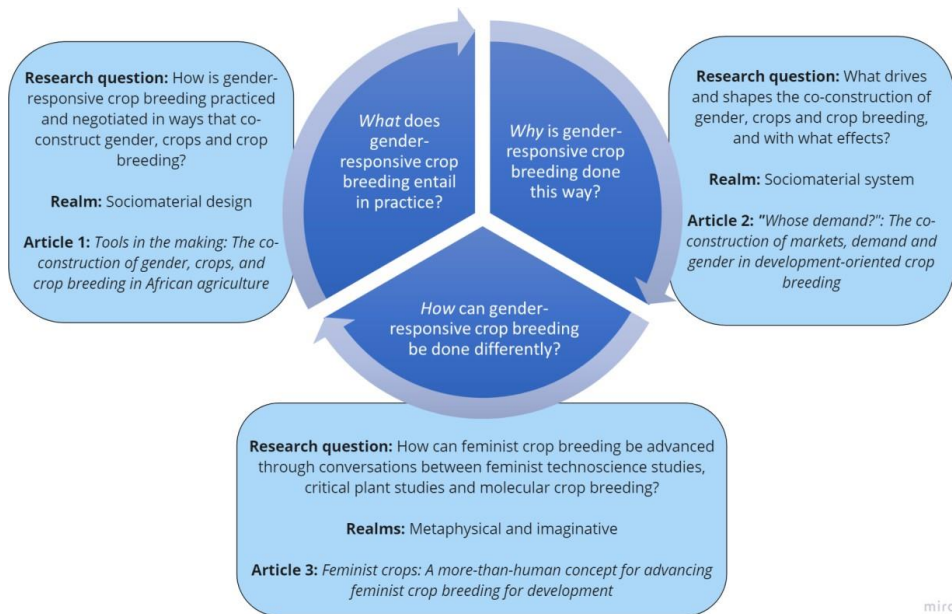 Research question: How is gender-
responsive crop breeding practiced
and negotiated in ways that co-
construct gender, crops and crop
breeding?
Realm: Sociomaterial design
Article 1: Tools in the making: The co-
construction of gender, crops, and
crop breeding in African agriculture
What does
gender-
responsive crop
breeding entail
in practice?
Why is gender-
responsive crop
breeding done
this way?
Research question: What drives
and shapes the co-construction of
gender, crops and crop breeding,
and with what effects?
Realm: Sociomaterial system
Article 2: "Whose demand?": The co-
construction of markets, demand and
gender in development-oriented crop
breeding
How can gender-
responsive crop breeding
be done differently?
Research question: How can feminist crop breeding be advanced
through conversations between feminist technoscience studies,
critical plant studies and molecular crop breeding?
Realms: Metaphysical and imaginative
Article 3: Feminist crops: A more-than-human concept for advancing
feminist crop breeding for development